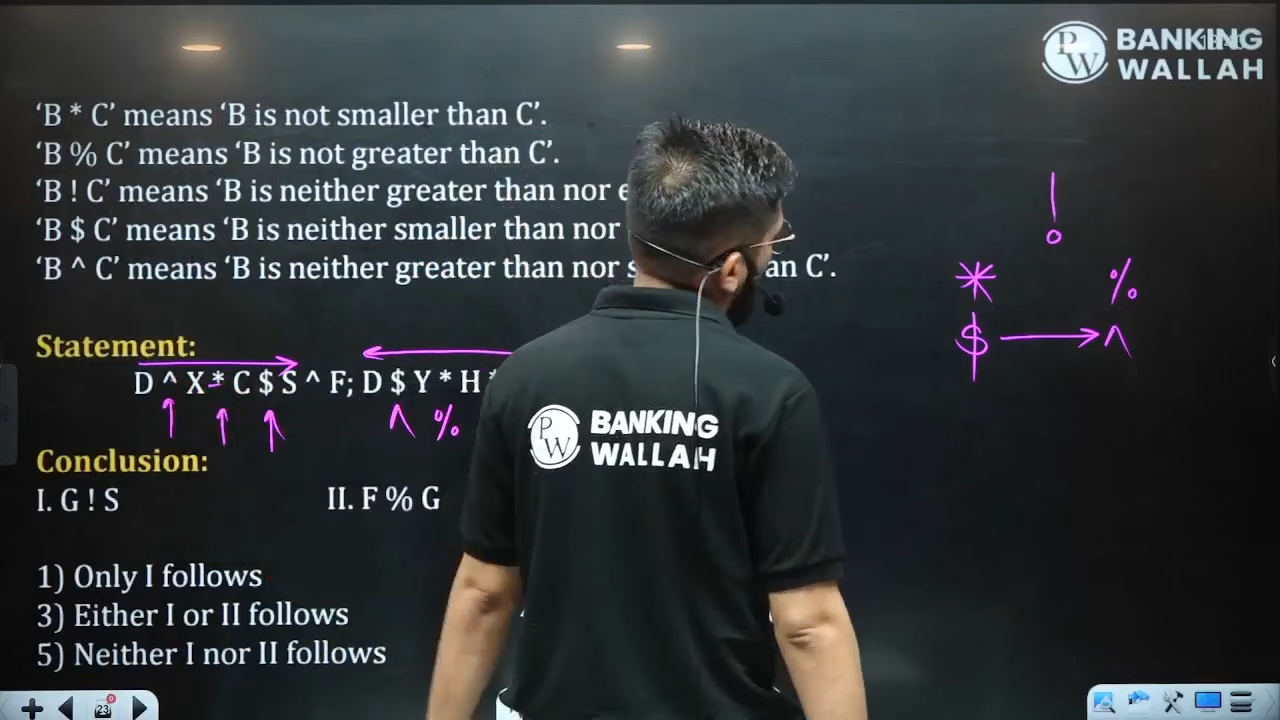 BANKING
WALLAH
‘B * C’ means ‘B is not smaller than C’.
‘B % C’ means ‘B is not greater than C’.
‘B ! C’ means ‘B is neither greater than nor
‘B $ C’ means ‘B is neither smaller than nor
‘B ^ C’ means ‘B is neither greater than nor an C’.
!
* %
$ → ^
Statement:
D ^ X * C $ S ^ F; D $ Y * H
^ %
Conclusion:
I. G ! S II. F % G
1) Only I follows
3) Either I or II follows
5) Neither I nor II follows
PW BANKING
WALLAH
23